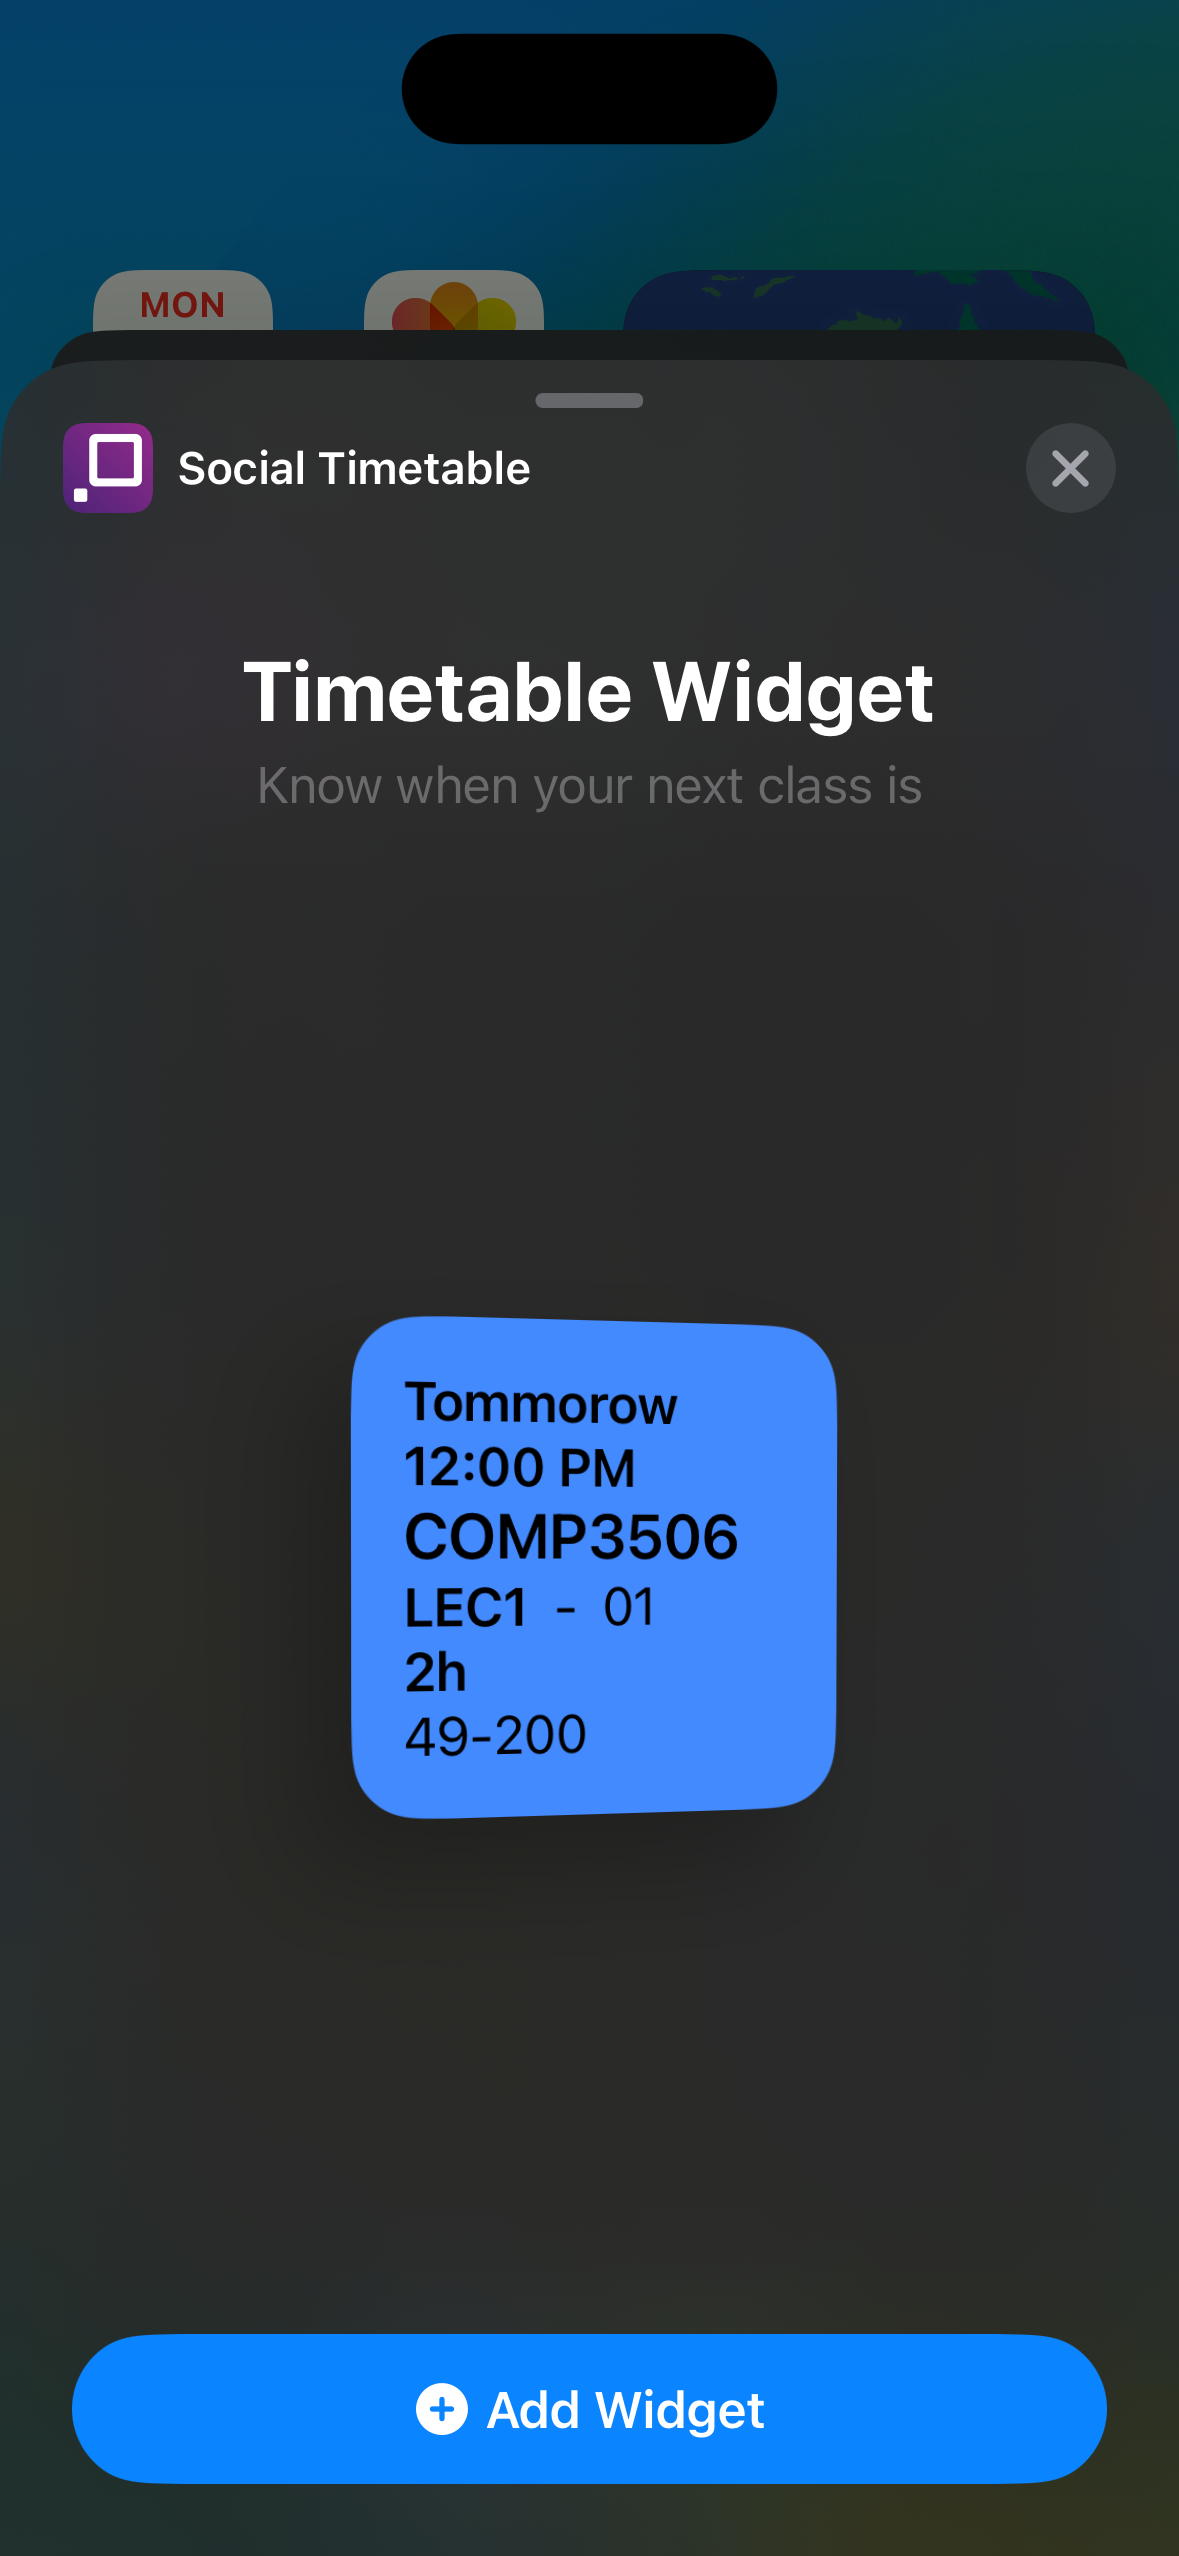 MON
Social Timetable
Timetable Widget
Know when your next class is
Tommorow
12:00 PM
COMP3506
LEC1 - 01
2h
49-200
Add Widget